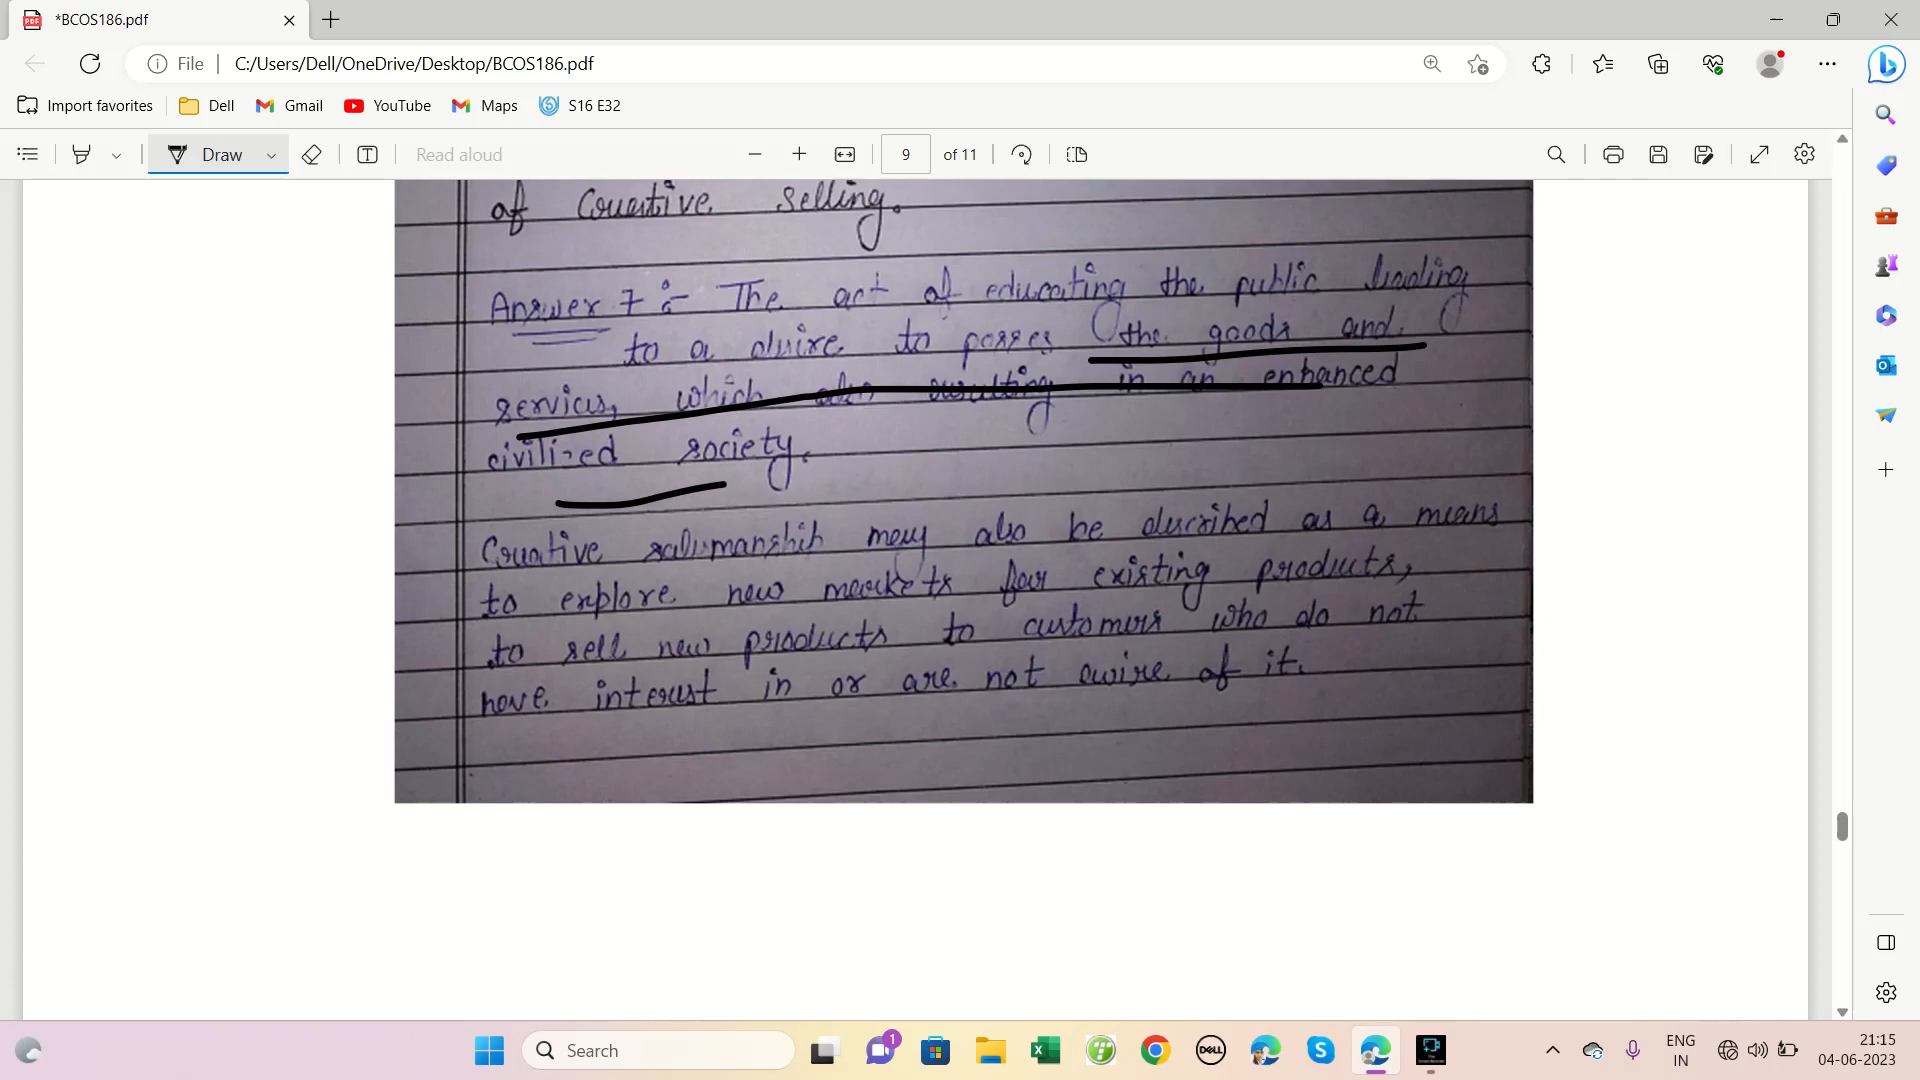 *BCOS186.pdf
File
C:/Users/Dell/OneDrive/Desktop/BCOS186.pdf
Import favorites
Dell
Gmail
YouTube
Maps
S16 E32
Draw
Read aloud
9 of 11
of Creative Selling.
Answer 7 :- The act of educating the public leading
to a desire to posses the goods and
services, which also resulting in an enhanced
civilized society.
Creative salesmanship may also be described as a means
to explore new markets for existing products,
to sell new products to customers who do not
have interest in or are not awire of it.
1
Search
DELL
ENG
IN
21:15
04-06-2023